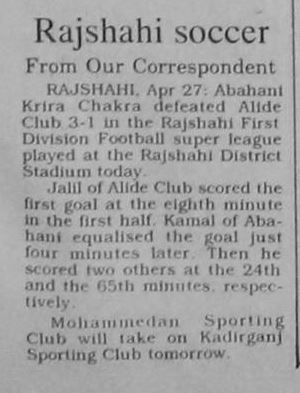 Rajshahi soccer
From Our Correspondent
RAJSHAHI, Apr 27: Abahani
Krira Chakra defeated Alide
Club 3-1 in the Rajshahi First
Division Football super league
played at the Rajshahi District
Stadium today.
Jalil of Alide Club scored the
first goal at the eighth minute
in the first half. Kamal of Aba-
hani equalised the goal just
four minutes later. Then he
scored two others at the 24th
and the 65th minutes. respec-
tively.
Mohammedan Sporting
Club will take on Kadirganj
Sporting Club tomorrow.